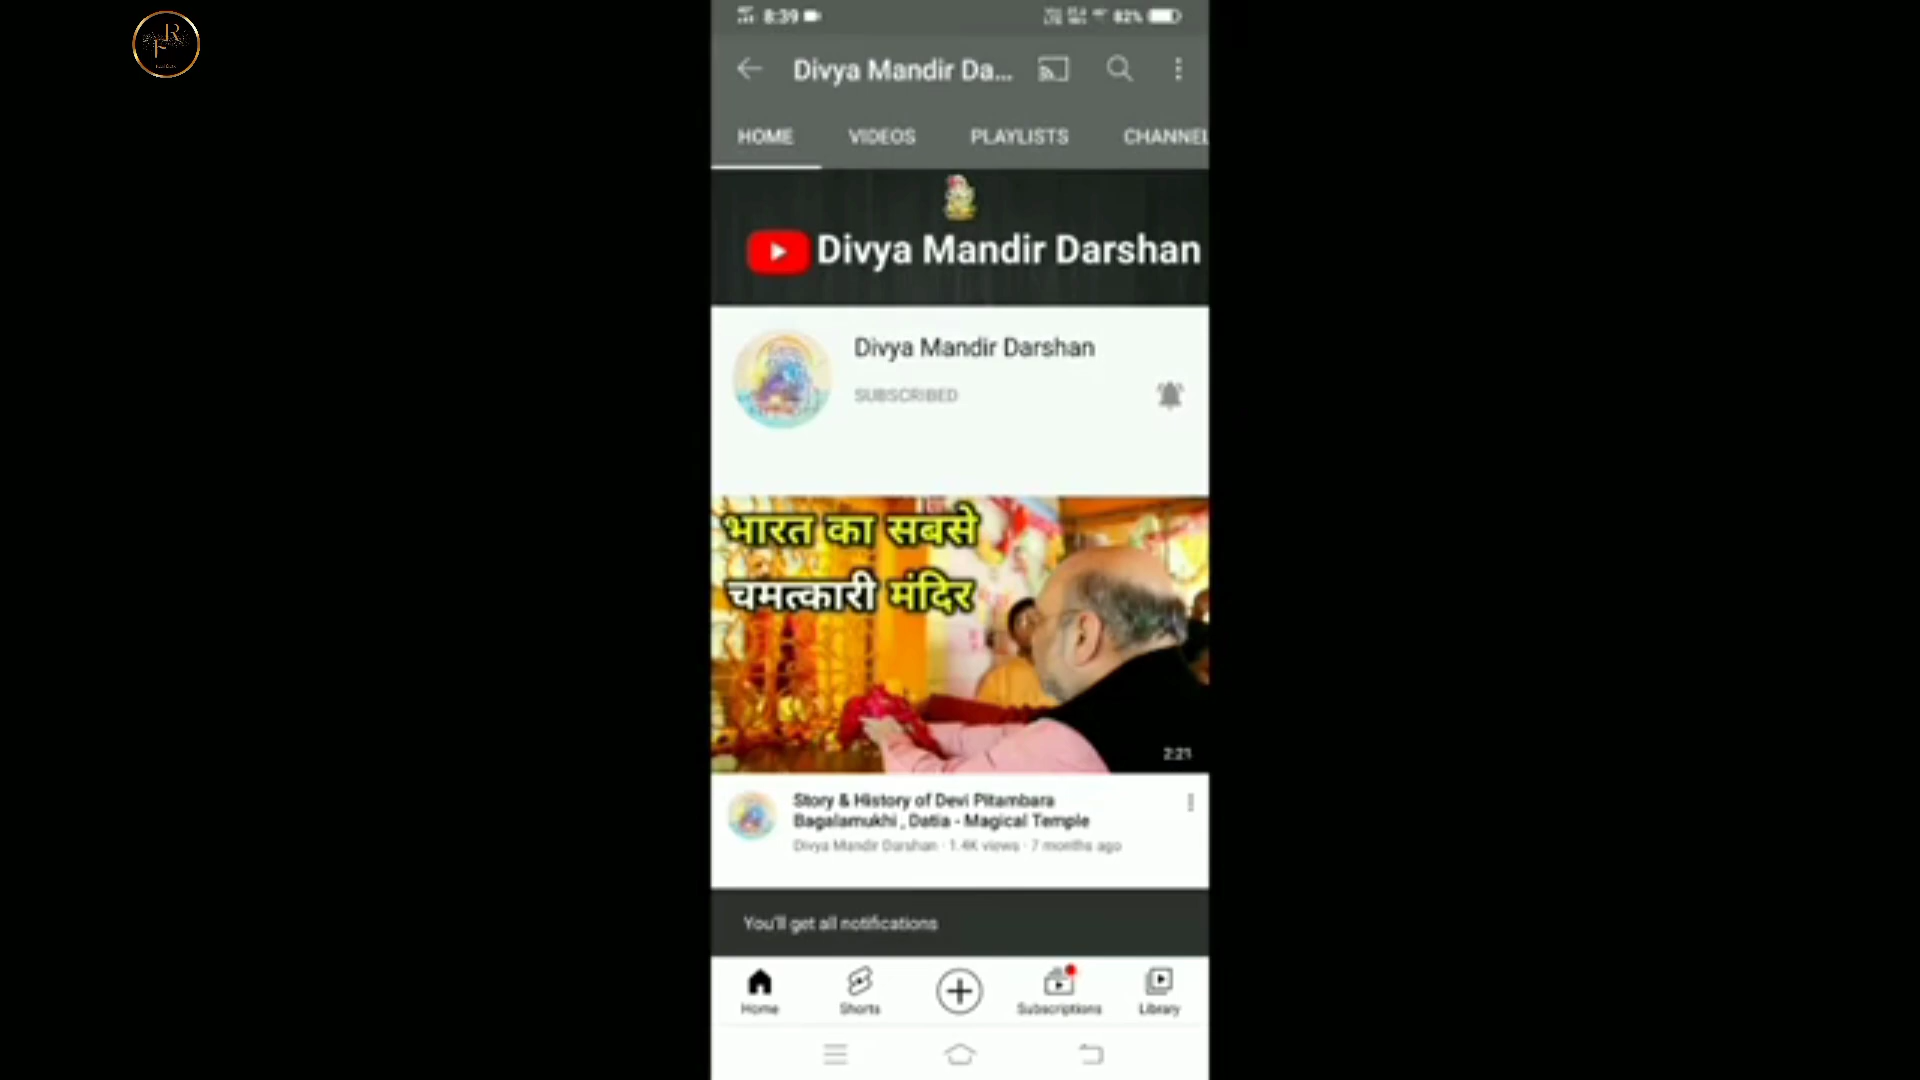 8:39
82%
Divya Mandir Da...
HOME VIDEOS PLAYLISTS CHANNEL
Divya Mandir Darshan
Divya Mandir Darshan
SUBSCRIBED
भारत का सबसे
चमत्कारी मंदिर
2:21
Story & History of Devi Pitambara
Bagalamukhi , Datia - Magical Temple
Divya Mandir Darshan · 1.4K views · 7 months ago
You'll get all notifications
Home Shorts Subscriptions Library